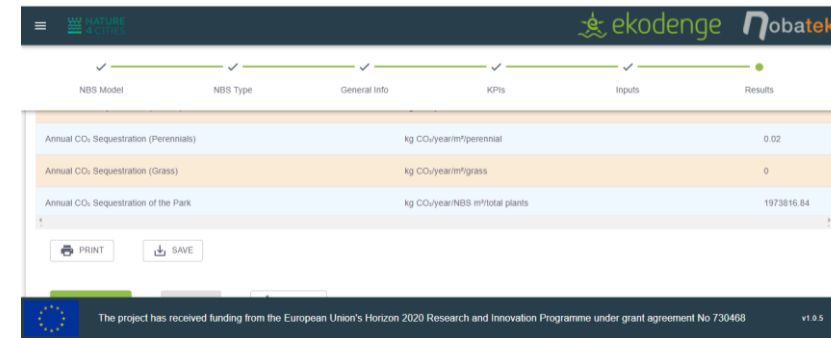 NATURE
4CITIES
ekodenge
nobatek
NBS Model
NBS Type
General Info
KPIs
Inputs
Results
Annual CO₂ Sequestration (Perennials) kg CO₂/year/m²/perennial 0.02
Annual CO₂ Sequestration (Grass) kg CO₂/year/m²/grass 0
Annual CO₂ Sequestration of the Park kg CO₂/year/NBS m²/total plants 1973816.84
PRINT
SAVE
The project has received funding from the European Union's Horizon 2020 Research and Innovation Programme under grant agreement No 730468 v1.0.5